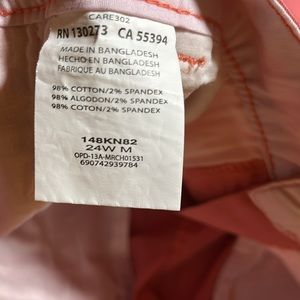 CARE302
RN 130273 CA 55394
MADE IN BANGLADESH
HECHO EN BANGLADESH
FABRIQUE AU BANGLADESH
98% COTTON/2% SPANDEX
98% ALGODON/2% SPANDEX
98% COTON/2% SPANDEX
148KN82
24W M
OPD-13A-MRCH01531
690742939784